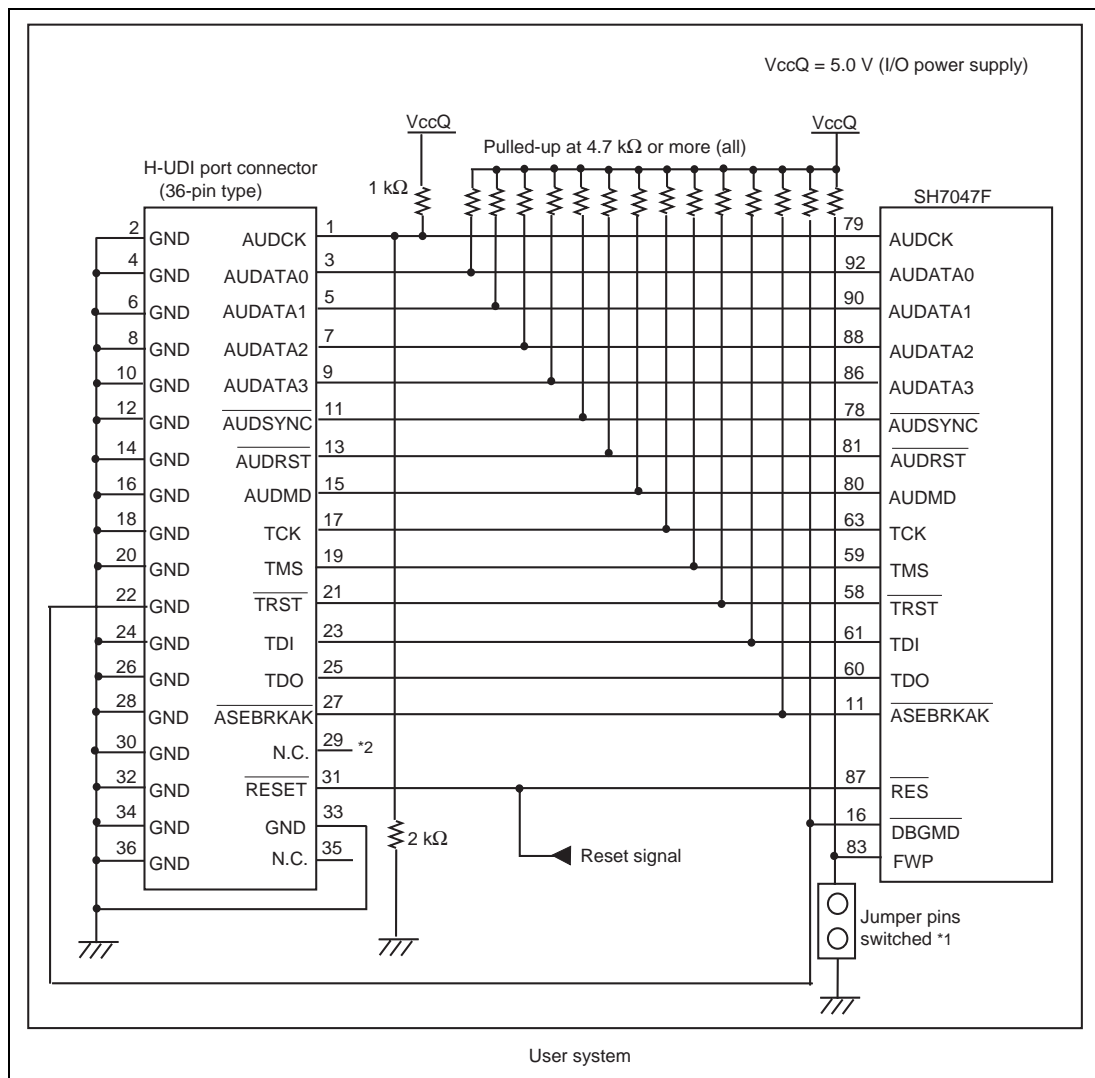 VccQ = 5.0 V (I/O power supply)
VccQ
VccQ
Pulled-up at 4.7 kΩ or more (all)
H-UDI port connector
(36-pin type)
1 kΩ
SH7047F
2 GND AUDCK 1 79 AUDCK
4 GND AUDATA0 3 92 AUDATA0
6 GND AUDATA1 5 90 AUDATA1
8 GND AUDATA2 7 88 AUDATA2
10 GND AUDATA3 9 86 AUDATA3
12 GND AUDSYNC 11 78 AUDSYNC
14 GND AUDRST 13 81 AUDRST
16 GND AUDMD 15 80 AUDMD
18 GND TCK 17 63 TCK
20 GND TMS 19 59 TMS
22 GND TRST 21 58 TRST
24 GND TDI 23 61 TDI
26 GND TDO 25 60 TDO
28 GND ASEBRKAK 27 11 ASEBRKAK
30 GND N.C. 29 *2
32 GND RESET 31 87 RES
34 GND GND 33 16 DBGMD
36 GND N.C. 35 83 FWP
2 kΩ
Reset signal
Jumper pins
switched *1
User system